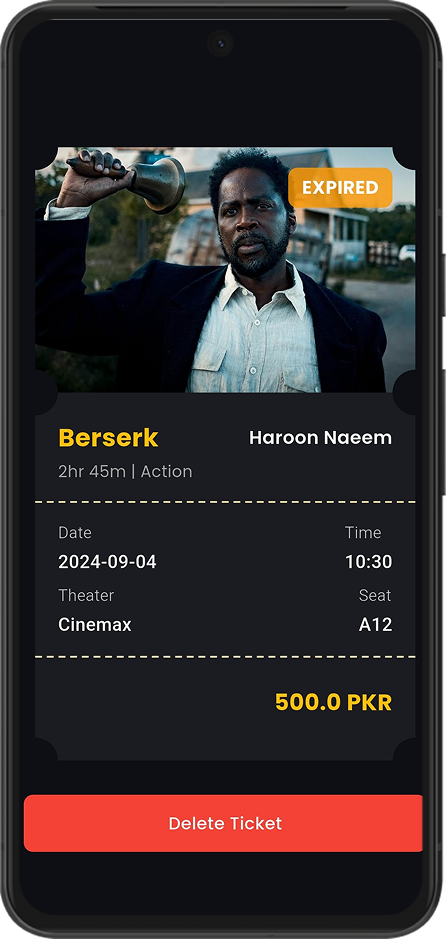 EXPIRED
Berserk Haroon Naeem
2hr 45m | Action
Date Time
2024-09-04 10:30
Theater Seat
Cinemax A12
500.0 PKR
Delete Ticket